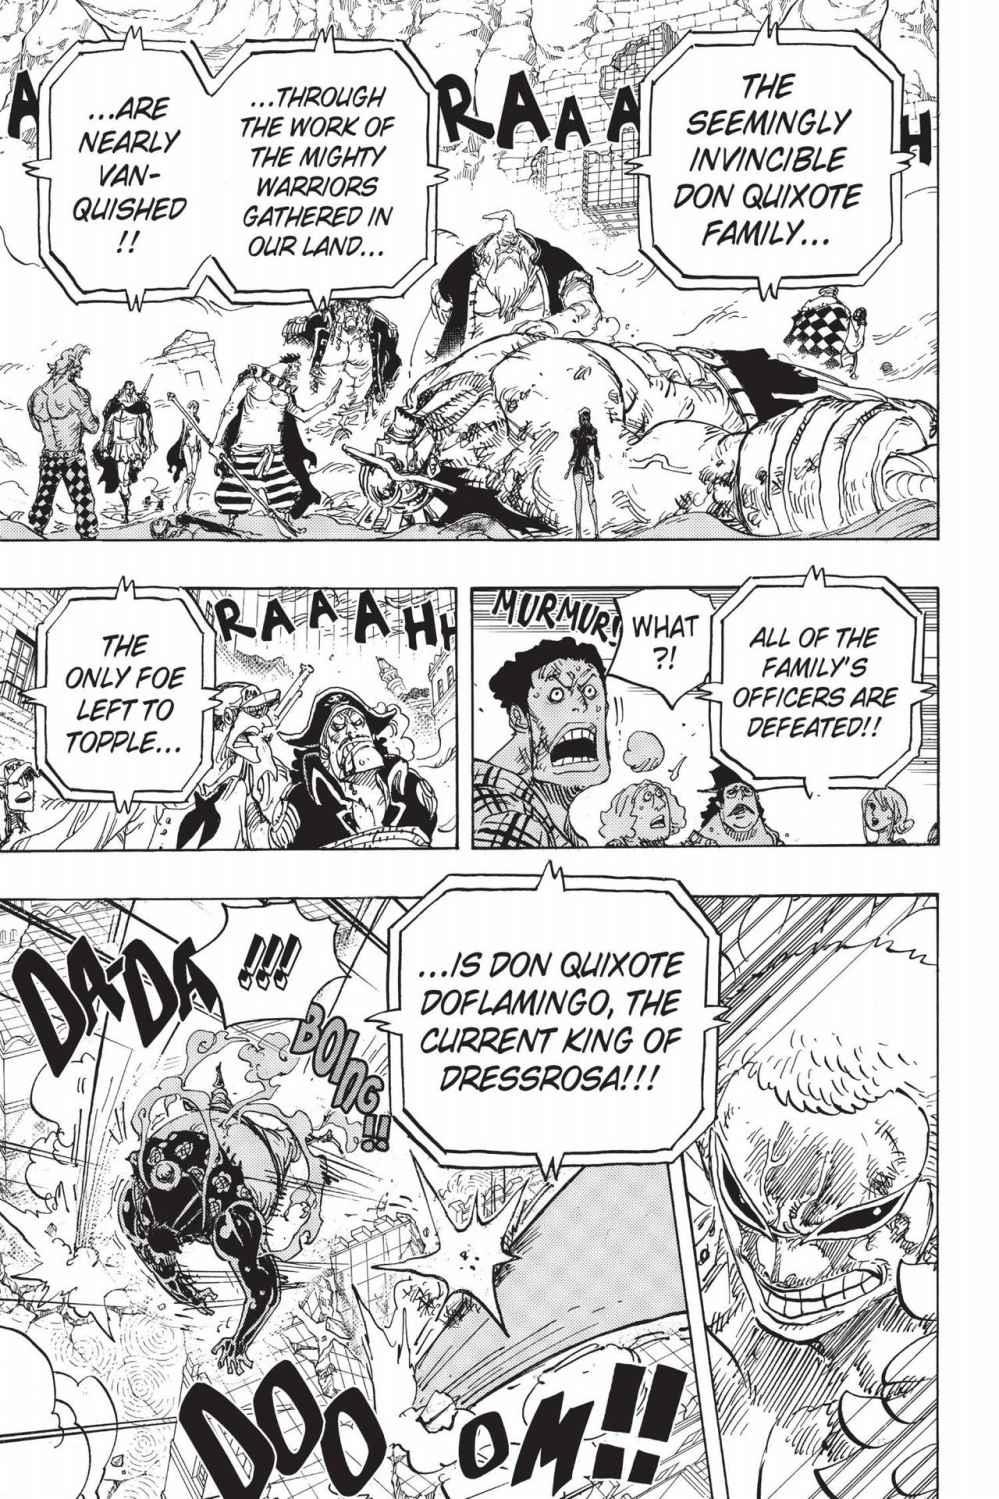 THE
SEEMINGLY
INVINCIBLE
DON QUIXOTE
FAMILY...
...THROUGH
THE WORK OF
THE MIGHTY
WARRIORS
GATHERED IN
OUR LAND...
...ARE
NEARLY
VAN-
QUISHED
!!
RAAA
H
A
ALL OF THE
FAMILY'S
OFFICERS ARE
DEFEATED!!
WHAT
?!
MURMUR!
THE
ONLY FOE
LEFT TO
TOPPLE...
RAAAHH
...IS DON QUIXOTE
DOFLAMINGO, THE
CURRENT KING OF
DRESSROSA!!!
!!!
DA-DA
BOING!!
DOOOOM!!